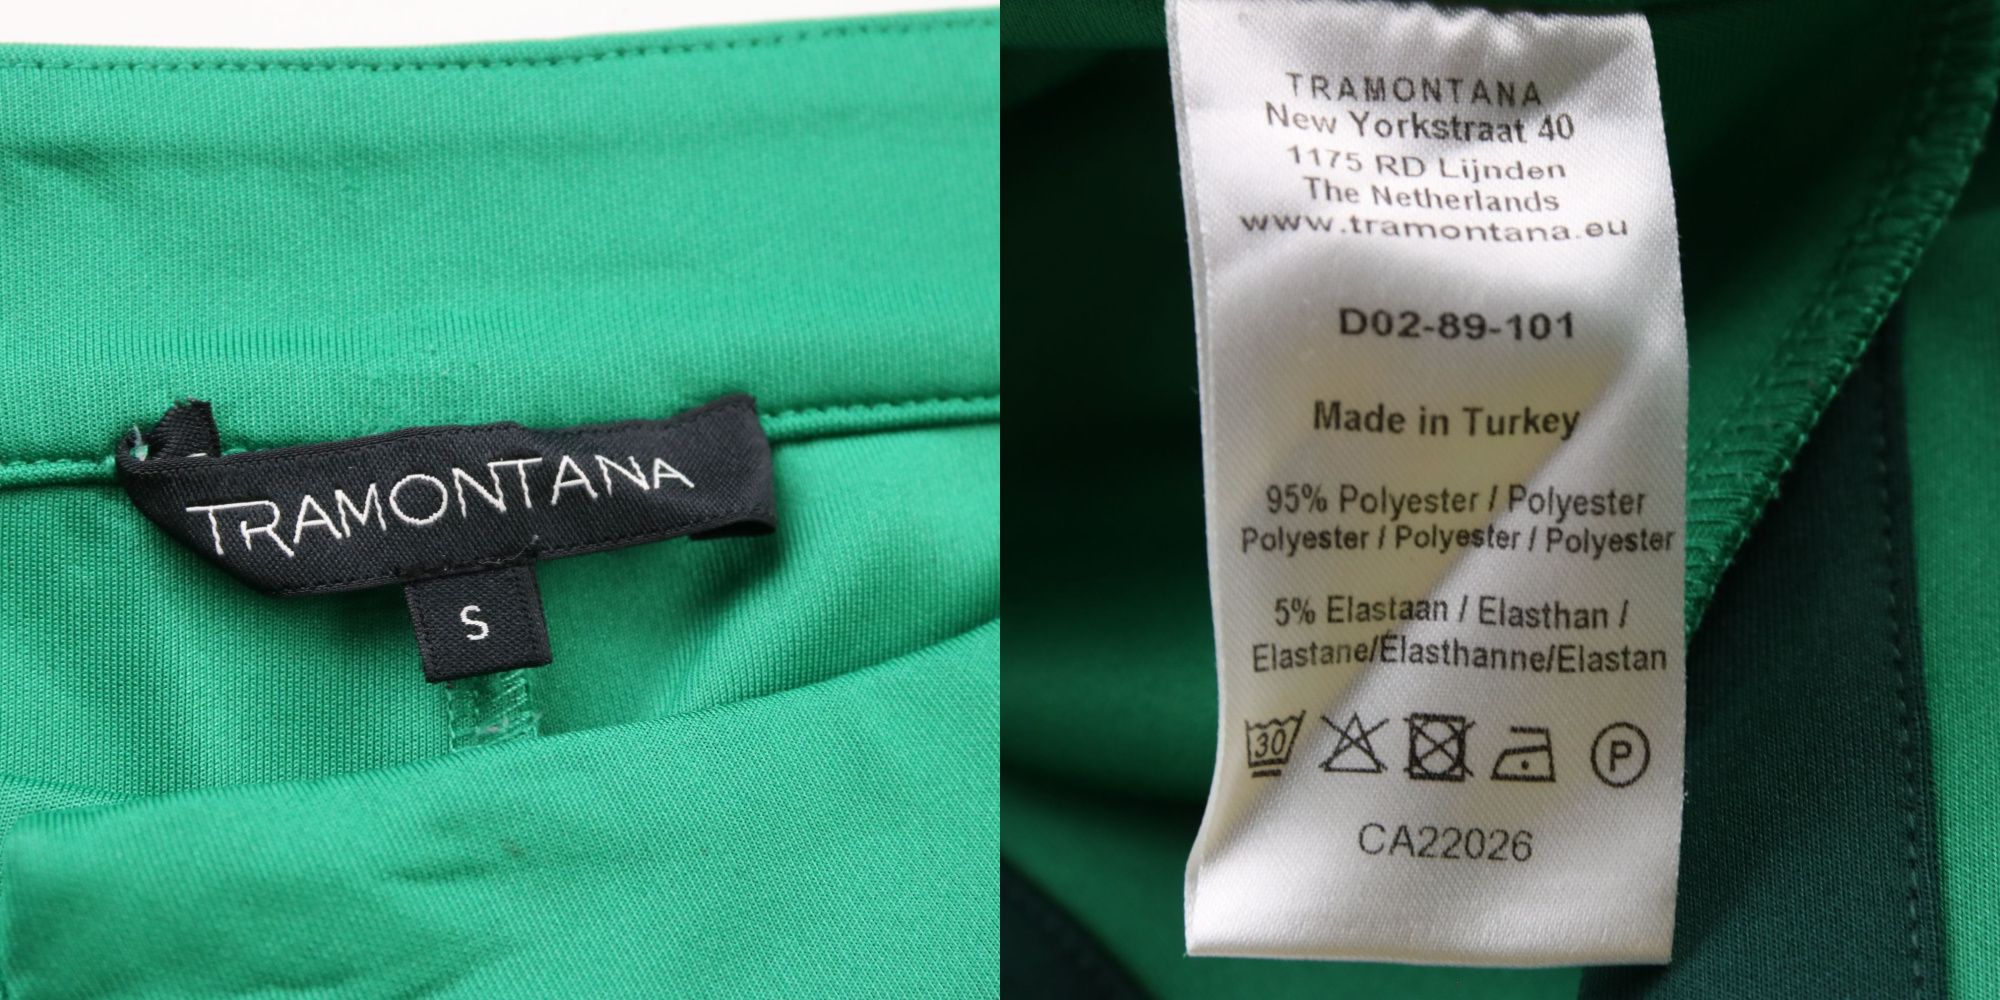 TRAMONTANA
S
TRAMONTANA
New Yorkstraat 40
1175 RD Lijnden
The Netherlands
www.tramontana.eu
D02-89-101
Made in Turkey
95% Polyester / Polyester
Polyester / Polyester / Polyester
5% Elastaan / Elasthan /
Elastane/Elasthanne/Elastan
30
P
CA22026